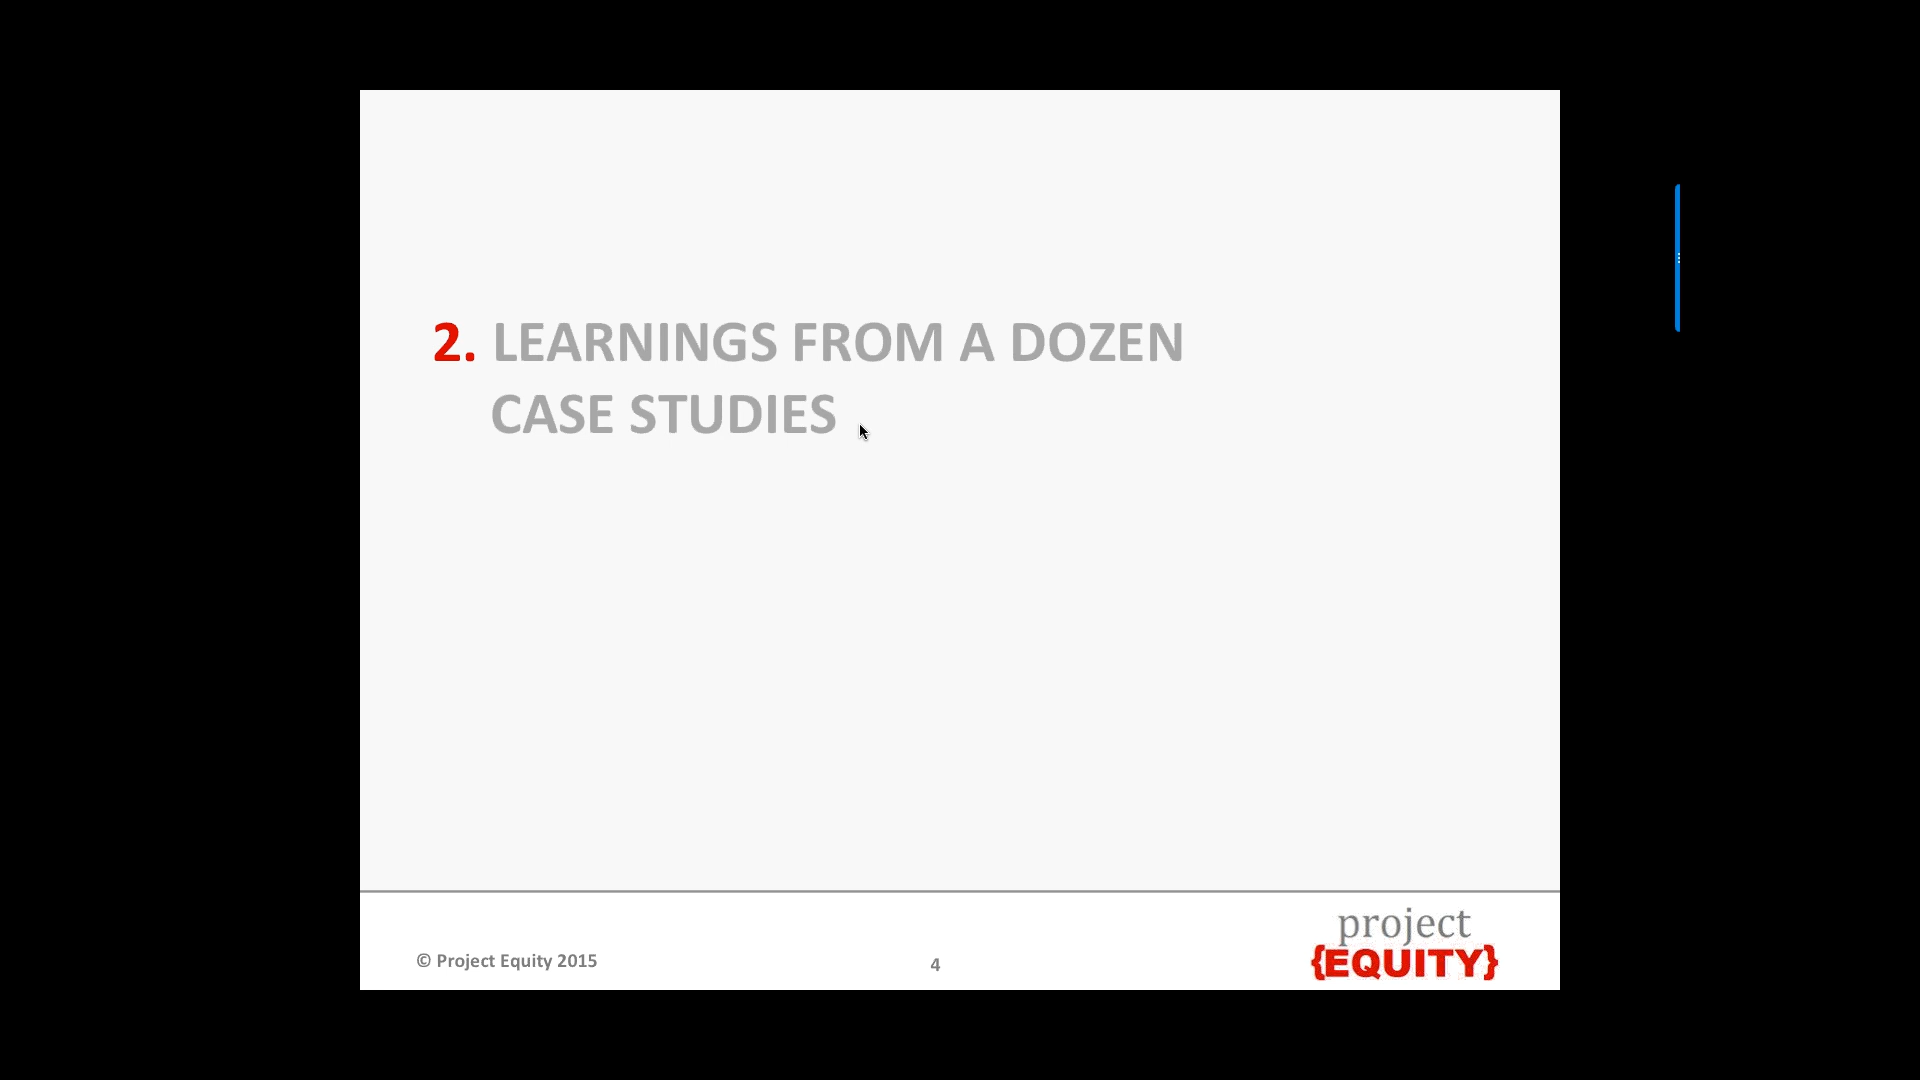 2. LEARNINGS FROM A DOZEN
CASE STUDIES
© Project Equity 2015
4
project
{EQUITY}